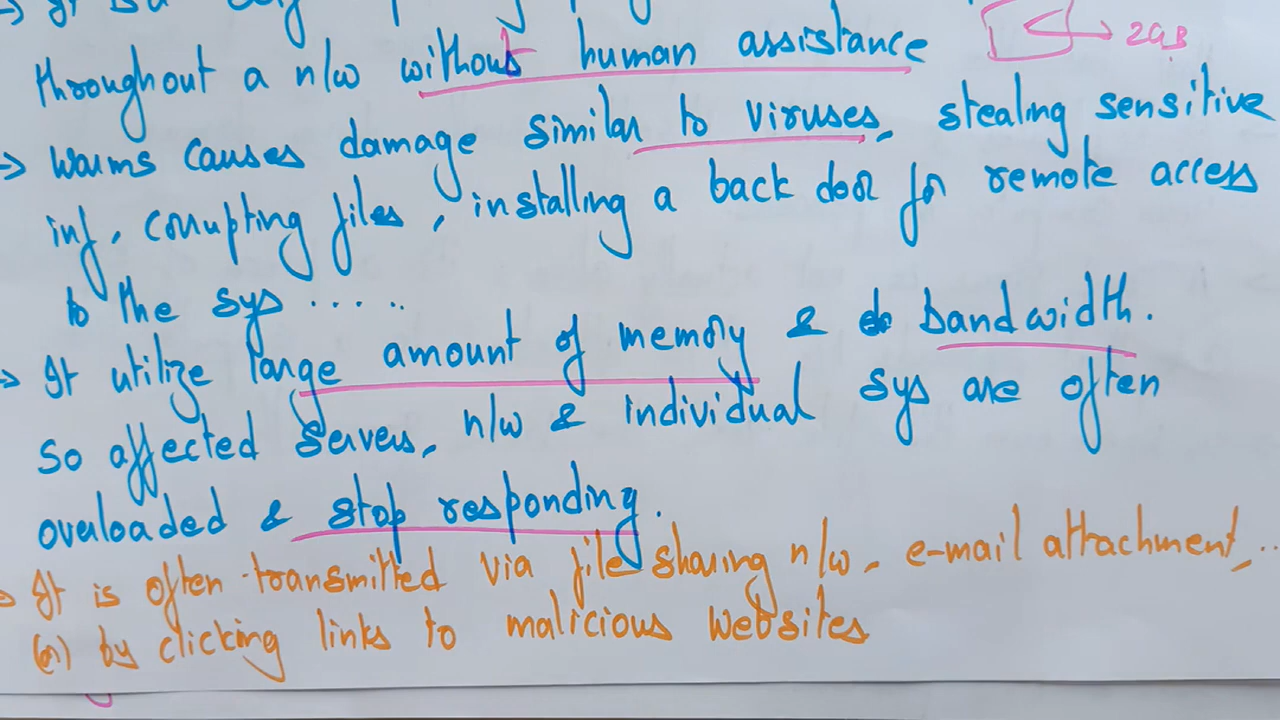 → It is a
throughout a n/w without human assistance
→ 2GB
→ Worms causes damage similar to viruses, stealing sensitive
inf, corrupting files, installing a back door for remote access
to the sys .....
→ It utilize large amount of memory & bandwidth.
So affected servers, n/w & individual sys are often
overloaded & stop responding.
→ It is often transmitted via file sharing n/w, e-mail attachment, ..
(or) by clicking links to malicious websites